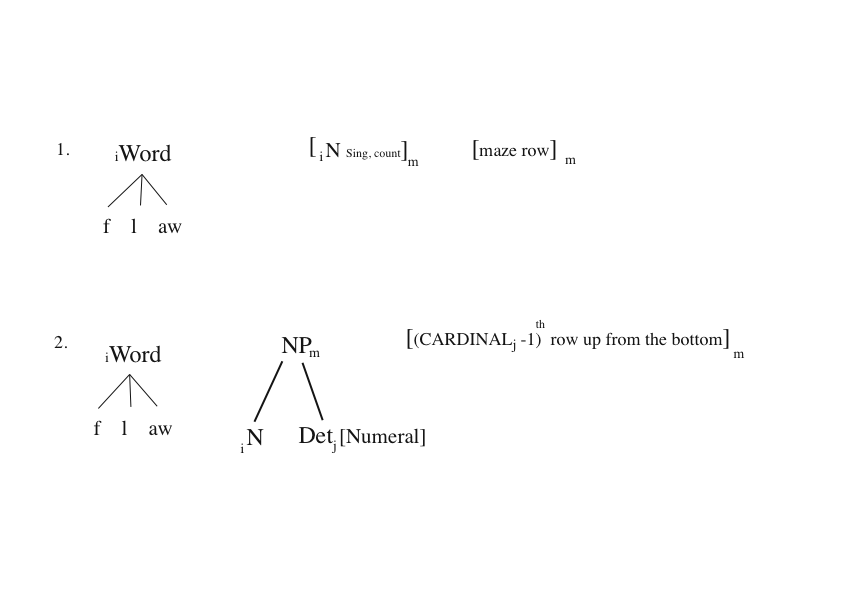 1. iWord [iN Sing, count]m [maze row] m
f l aw
2. iWord NPm [(CARDINALj -1)th row up from the bottom]m
f l aw iN Detj[Numeral]